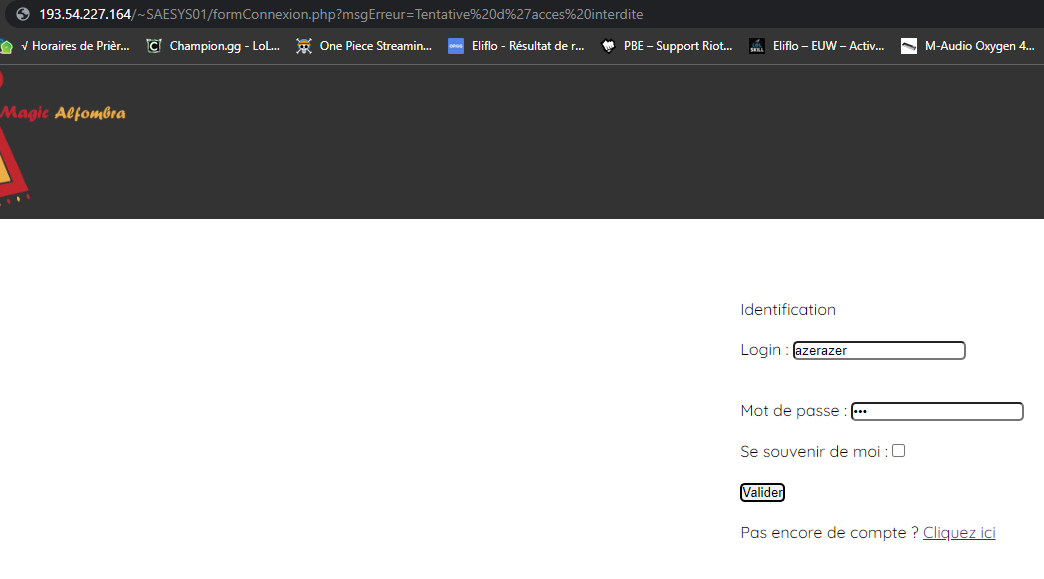 193.54.227.164/~SAESYS01/formConnexion.php?msgErreur=Tentative%20d%27acces%20interdite
√ Horaires de Prièr... Champion.gg - LoL... One Piece Streamin... Eliflo - Résultat de r... PBE – Support Riot... Eliflo – EUW – Activ... M-Audio Oxygen 4...
Magic Alfombra
Identification
Login : azerazer
Mot de passe : •••
Se souvenir de moi :
Valider
Pas encore de compte ? Cliquez ici